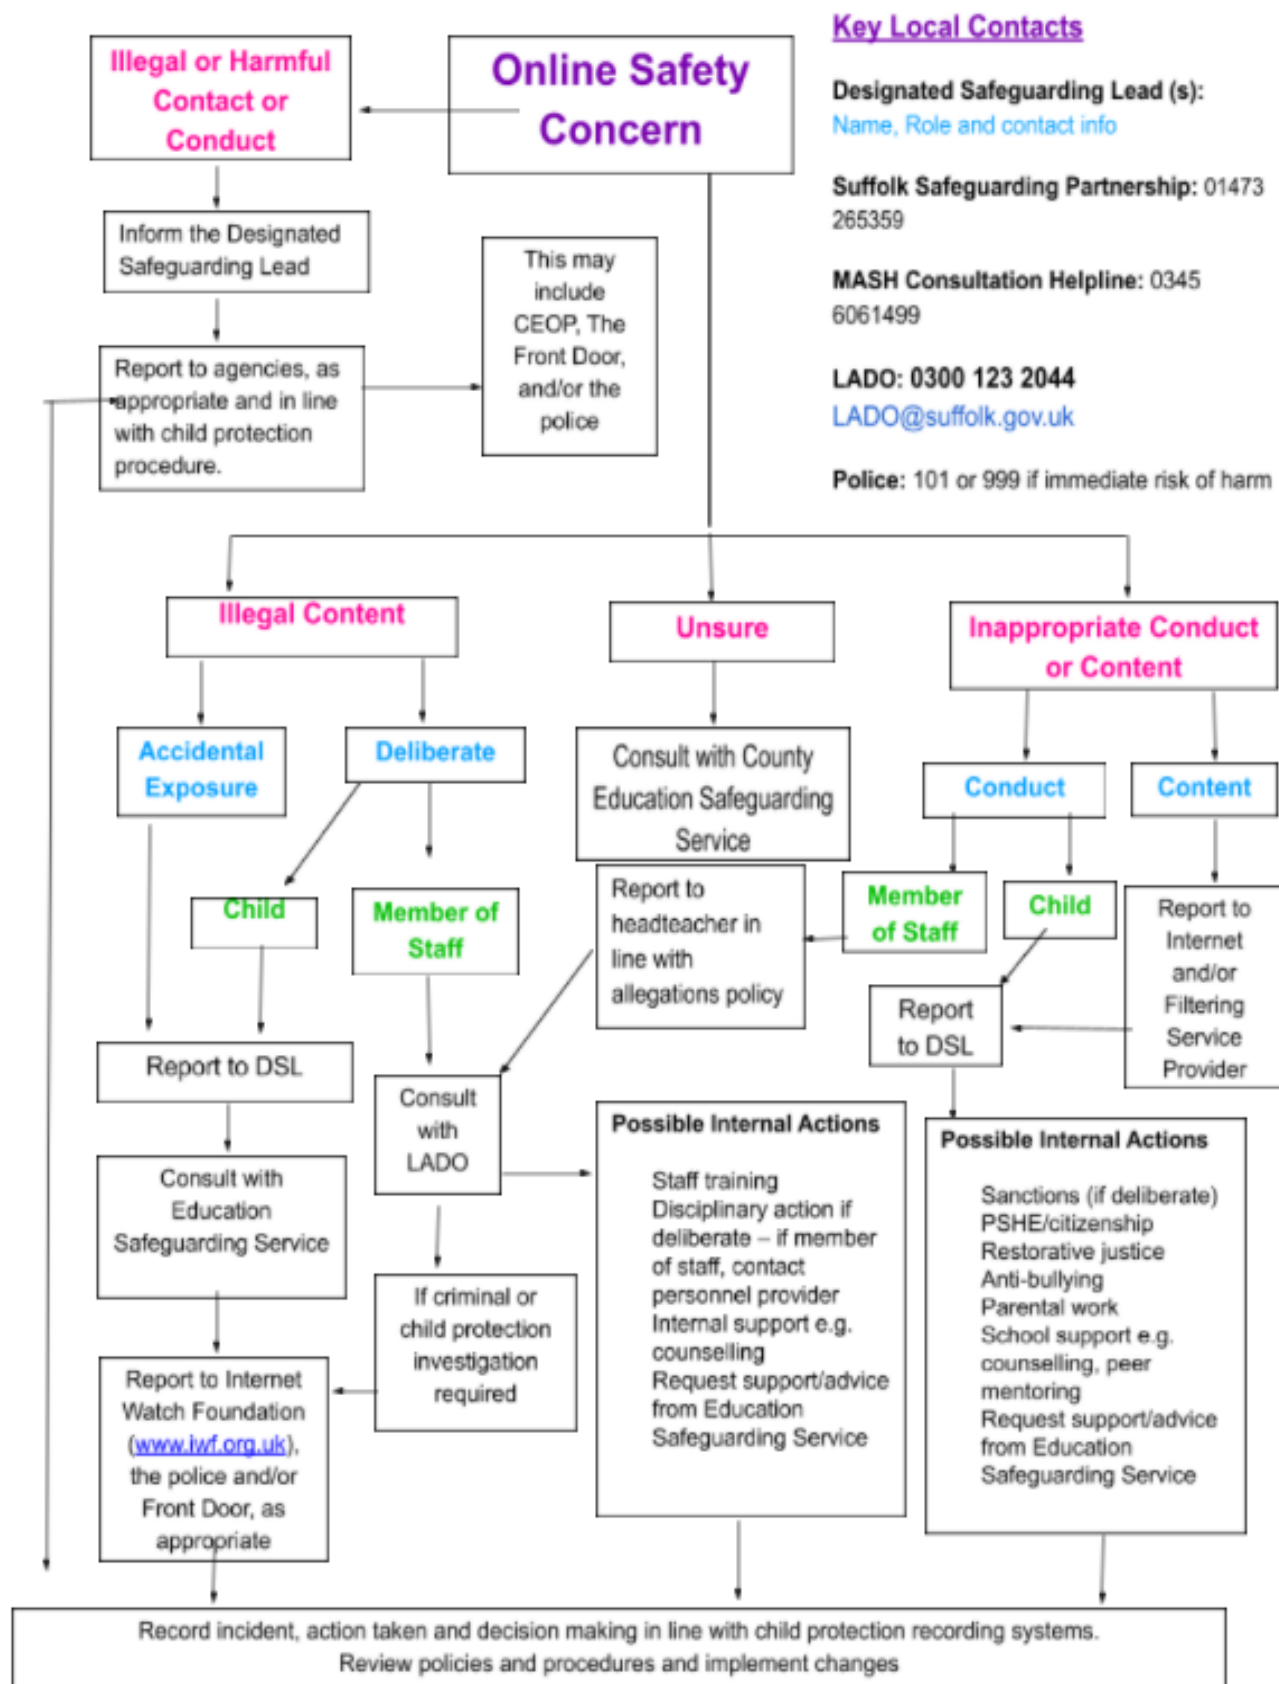 Key Local Contacts
Illegal or Harmful
Contact or
Conduct
Online Safety
Concern
Designated Safeguarding Lead (s):
Name, Role and contact info
Suffolk Safeguarding Partnership: 01473
265359
MASH Consultation Helpline: 0345
6061499
LADO: 0300 123 2044
LADO@suffolk.gov.uk
Police: 101 or 999 if immediate risk of harm
Inform the Designated
Safeguarding Lead
This may
include
CEOP, The
Front Door,
and/or the
police
Report to agencies, as
appropriate and in line
with child protection
procedure.
Illegal Content
Unsure
Inappropriate Conduct
or Content
Accidental
Exposure
Deliberate
Consult with County
Education Safeguarding
Service
Conduct
Content
Child
Member of
Staff
Report to
headteacher in
line with
allegations policy
Member
of Staff
Child
Report to
Internet
and/or
Filtering
Service
Provider
Report
to DSL
Report to DSL
Consult
with
LADO
Consult with
Education
Safeguarding Service
If criminal or
child protection
investigation
required
Report to Internet
Watch Foundation
(www.iwf.org.uk),
the police and/or
Front Door, as
appropriate
Possible Internal Actions
Staff training
Disciplinary action if
deliberate – if member
of staff, contact
personnel provider
Internal support e.g.
counselling
Request support/advice
from Education
Safeguarding Service
Possible Internal Actions
Sanctions (if deliberate)
PSHE/citizenship
Restorative justice
Anti-bullying
Parental work
School support e.g.
counselling, peer
mentoring
Request support/advice
from Education
Safeguarding Service
Record incident, action taken and decision making in line with child protection recording systems.
Review policies and procedures and implement changes